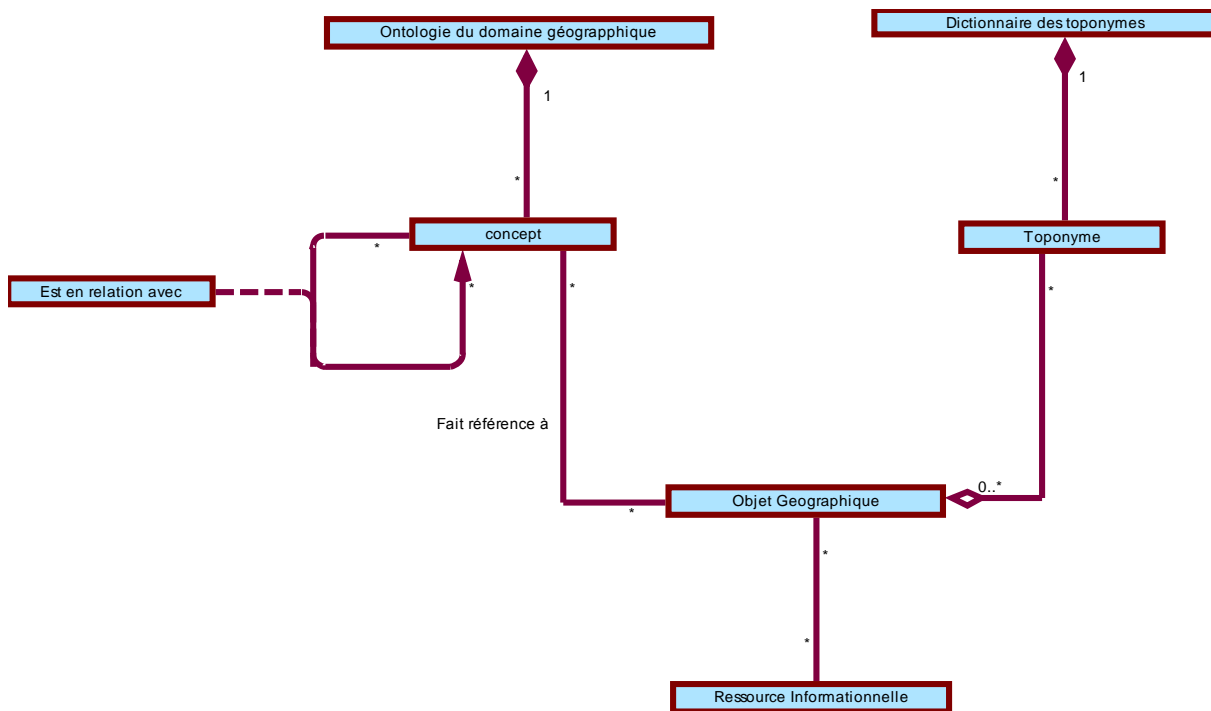 Ontologie du domaine géograpphique
Dictionnaire des toponymes
1
1
*
*
concept
Toponyme
*
*
*
*
Est en relation avec
Fait référence à
Objet Geographique
0..*
*
*
*
Ressource Informationnelle